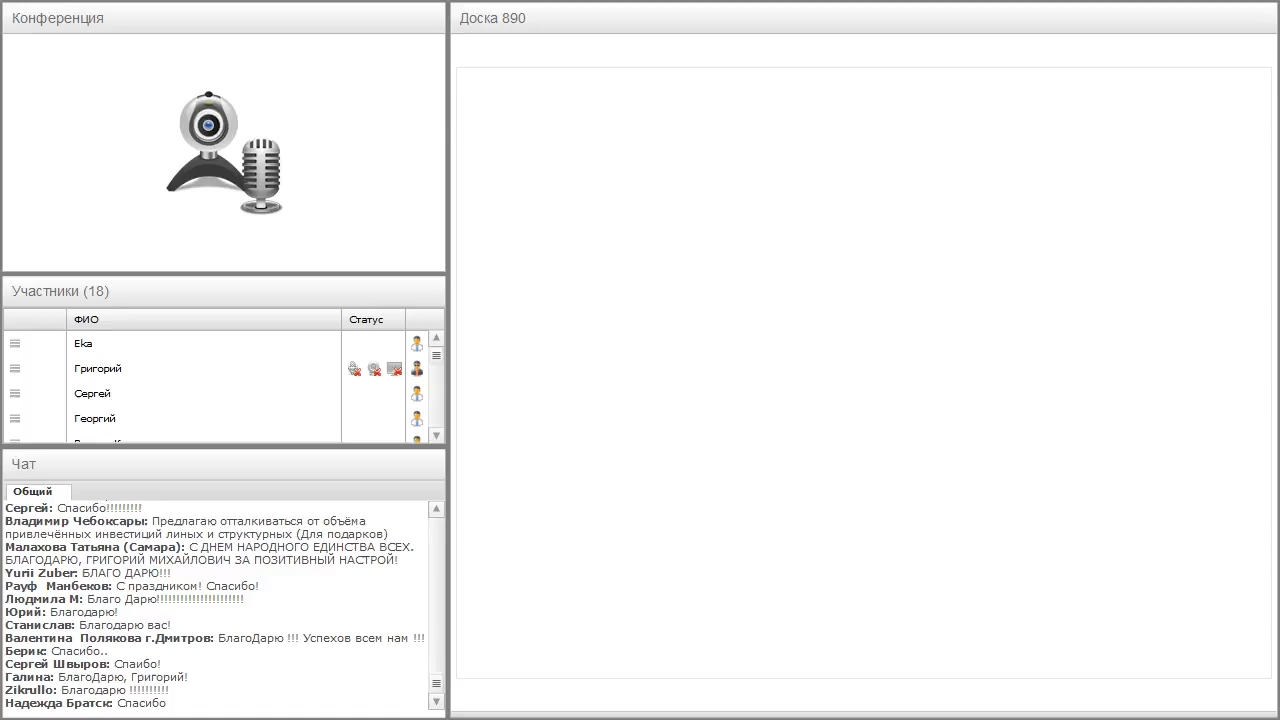 Конференция
Доска 890
Участники (18)
ФИО
Статус
Eka
Григорий
Сергей
Георгий
Чат
Общий
Сергей: Спасибо!!!!!!!!!
Владимир Чебоксары: Предлагаю отталкиваться от объёма
привлечённых инвестиций линых и структурных (Для подарков)
Малахова Татьяна (Самара): С ДНЕМ НАРОДНОГО ЕДИНСТВА ВСЕХ.
БЛАГОДАРЮ, ГРИГОРИЙ МИХАЙЛОВИЧ ЗА ПОЗИТИВНЫЙ НАСТРОЙ!
Yurii Zuber: БЛАГО ДАРЮ!!!
Рауф  Манбеков: С праздником! Спасибо!
Людмила М: Благо Дарю!!!!!!!!!!!!!!!!!!!!!!
Юрий: Благодарю!
Станислав: Благодарю вас!
Валентина  Полякова г.Дмитров: БлагоДарю !!! Успехов всем нам !!!
Берик: Спасибо..
Сергей Швыров: Спаибо!
Галина: БлагоДарю, Григорий!
Zikrullo: Благодарю !!!!!!!!!!
Надежда Братск: Спасибо